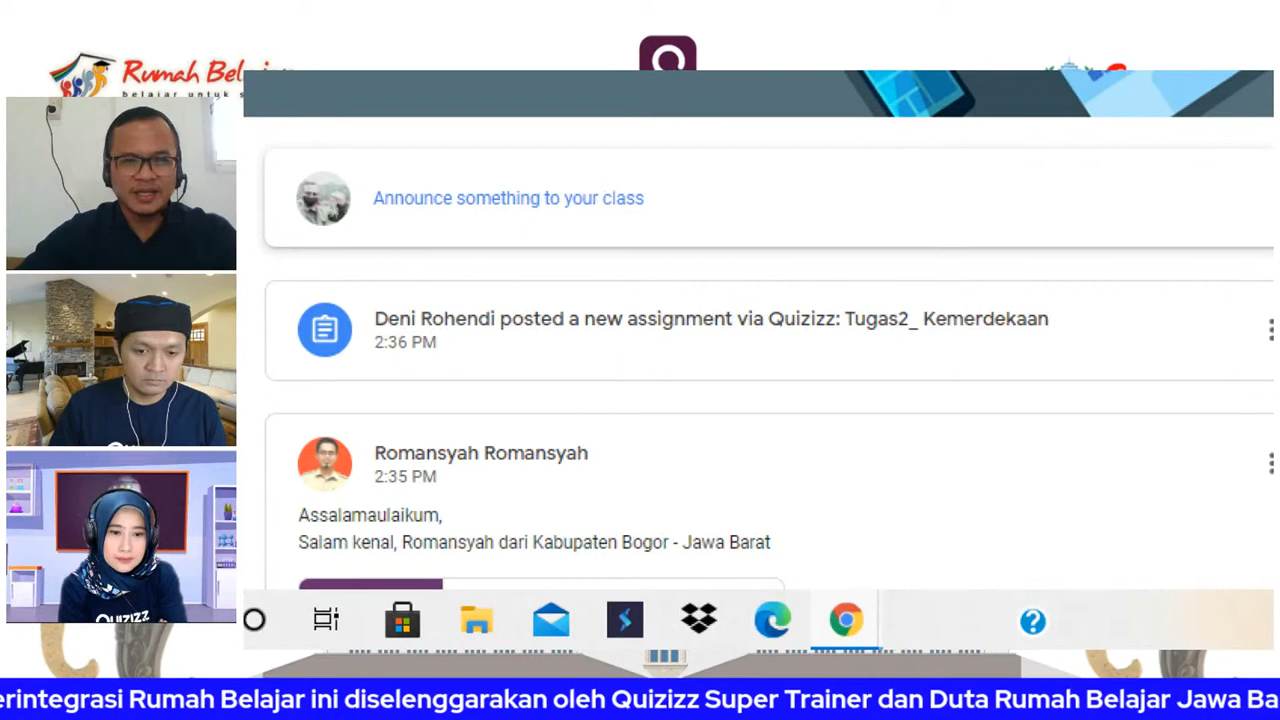 Rumah Bel
belajar untuk s
Announce something to your class
Deni Rohendi posted a new assignment via Quizizz: Tugas2_ Kemerdekaan
2:36 PM
Romansyah Romansyah
2:35 PM
Assalamaulaikum,
Salam kenal, Romansyah dari Kabupaten Bogor - Jawa Barat
Quizizz
QUIZIZZ
erintegrasi Rumah Belajar ini diselenggarakan oleh Quizizz Super Trainer dan Duta Rumah Belajar Jawa Ba